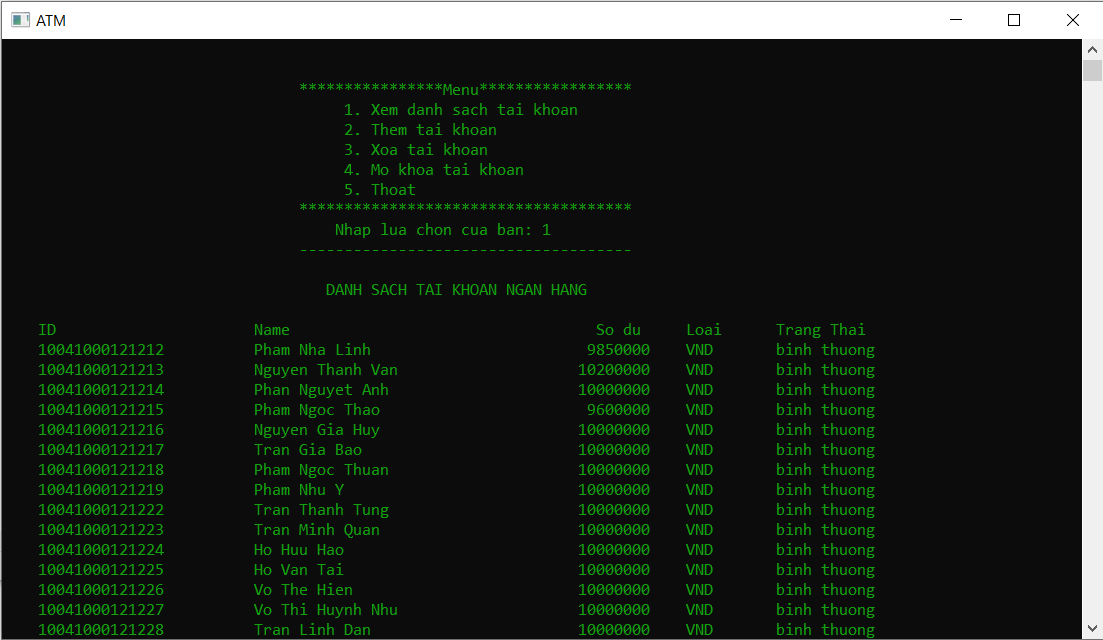 ATM
****************Menu*****************
1. Xem danh sach tai khoan
2. Them tai khoan
3. Xoa tai khoan
4. Mo khoa tai khoan
5. Thoat
*************************************
Nhap lua chon cua ban: 1
-------------------------------------
DANH SACH TAI KHOAN NGAN HANG
ID Name So du Loai Trang Thai
10041000121212 Pham Nha Linh 9850000 VND binh thuong
10041000121213 Nguyen Thanh Van 10200000 VND binh thuong
10041000121214 Phan Nguyet Anh 10000000 VND binh thuong
10041000121215 Pham Ngoc Thao 9600000 VND binh thuong
10041000121216 Nguyen Gia Huy 10000000 VND binh thuong
10041000121217 Tran Gia Bao 10000000 VND binh thuong
10041000121218 Pham Ngoc Thuan 10000000 VND binh thuong
10041000121219 Pham Nhu Y 10000000 VND binh thuong
10041000121222 Tran Thanh Tung 10000000 VND binh thuong
10041000121223 Tran Minh Quan 10000000 VND binh thuong
10041000121224 Ho Huu Hao 10000000 VND binh thuong
10041000121225 Ho Van Tai 10000000 VND binh thuong
10041000121226 Vo The Hien 10000000 VND binh thuong
10041000121227 Vo Thi Huynh Nhu 10000000 VND binh thuong
10041000121228 Tran Linh Dan 10000000 VND binh thuong